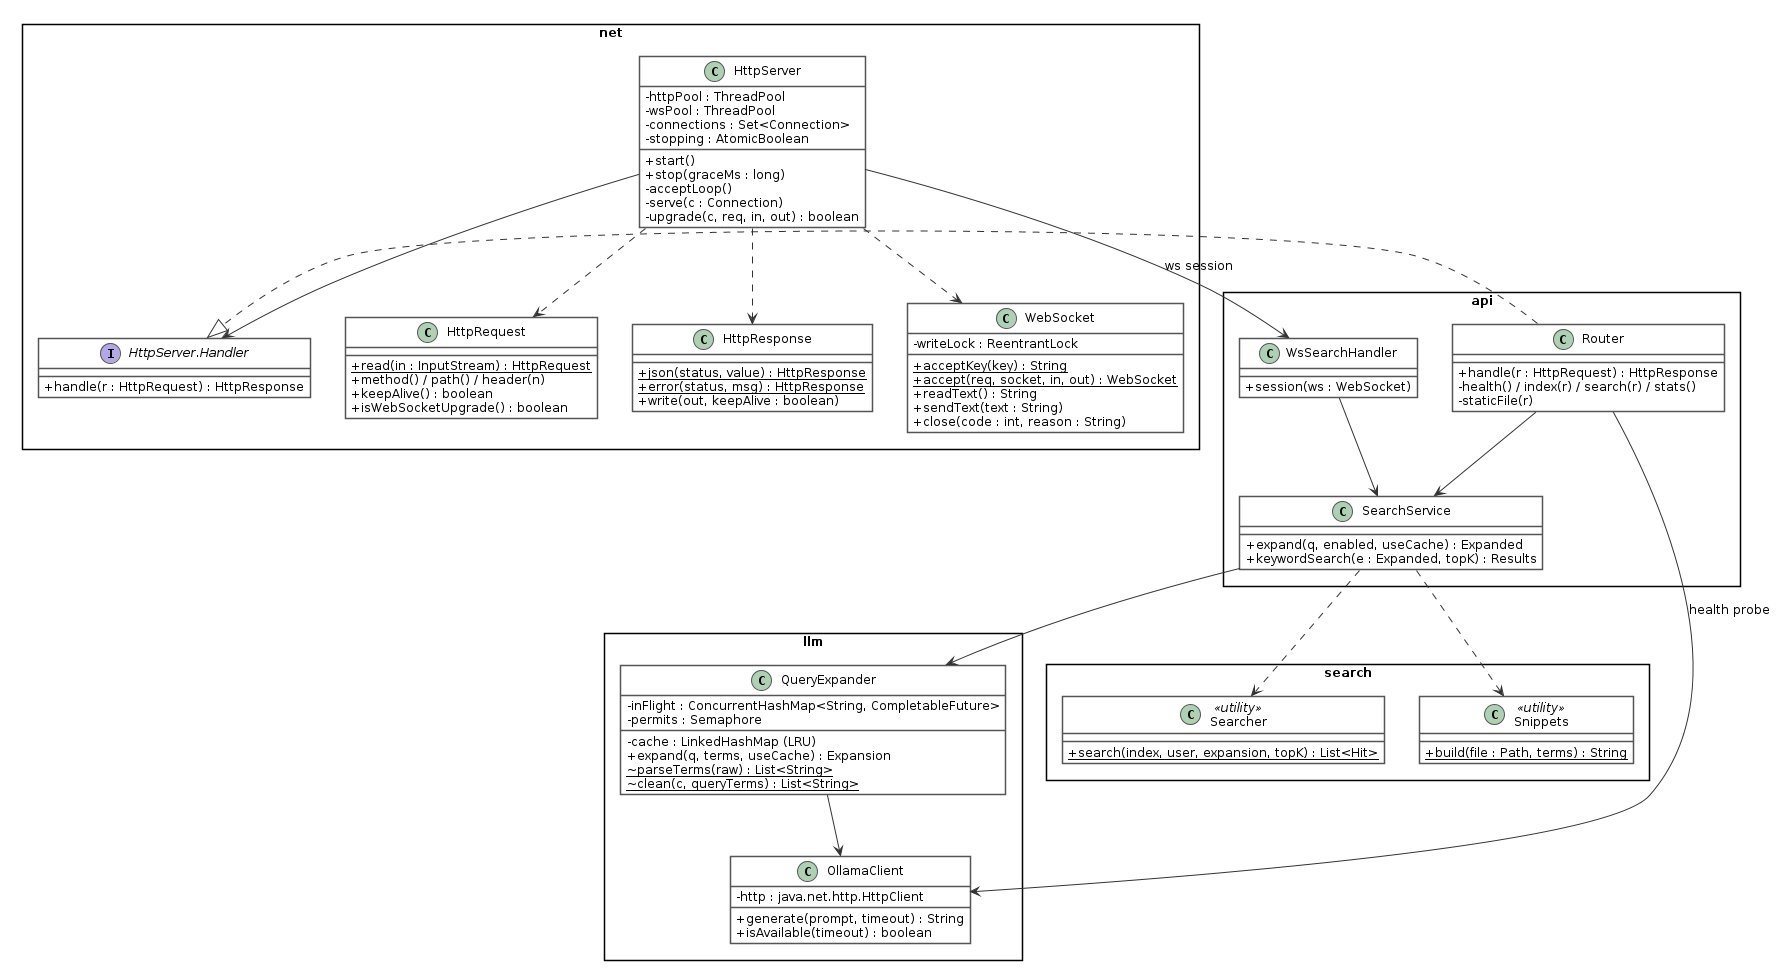 net
C HttpServer
-httpPool : ThreadPool
-wsPool : ThreadPool
-connections : Set<Connection>
-stopping : AtomicBoolean
+start()
+stop(graceMs : long)
-acceptLoop()
-serve(c : Connection)
-upgrade(c, req, in, out) : boolean
ws session
I HttpServer.Handler
+handle(r : HttpRequest) : HttpResponse
C HttpRequest
+read(in : InputStream) : HttpRequest
+method() / path() / header(n)
+keepAlive() : boolean
+isWebSocketUpgrade() : boolean
C HttpResponse
+json(status, value) : HttpResponse
+error(status, msg) : HttpResponse
+write(out, keepAlive : boolean)
C WebSocket
-writeLock : ReentrantLock
+acceptKey(key) : String
+accept(req, socket, in, out) : WebSocket
+readText() : String
+sendText(text : String)
+close(code : int, reason : String)
api
C WsSearchHandler
+session(ws : WebSocket)
C Router
+handle(r : HttpRequest) : HttpResponse
-health() / index(r) / search(r) / stats()
-staticFile(r)
C SearchService
+expand(q, enabled, useCache) : Expanded
+keywordSearch(e : Expanded, topK) : Results
health probe
llm
C QueryExpander
-inFlight : ConcurrentHashMap<String, CompletableFuture>
-permits : Semaphore
-cache : LinkedHashMap (LRU)
+expand(q, terms, useCache) : Expansion
~parseTerms(raw) : List<String>
~clean(c, queryTerms) : List<String>
C OllamaClient
-http : java.net.http.HttpClient
+generate(prompt, timeout) : String
+isAvailable(timeout) : boolean
search
C «utility»
Searcher
+search(index, user, expansion, topK) : List<Hit>
C «utility»
Snippets
+build(file : Path, terms) : String